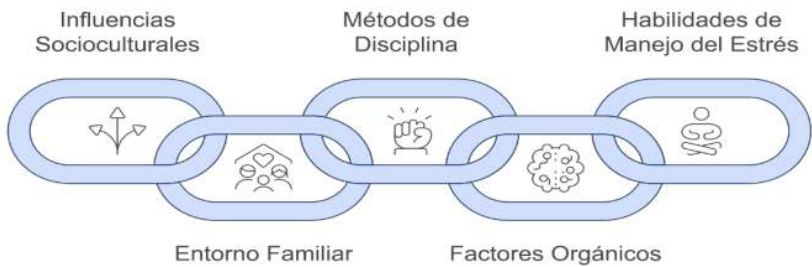 Influencias
Socioculturales
Métodos de
Disciplina
Habilidades de
Manejo del Estrés
Entorno Familiar
Factores Orgánicos